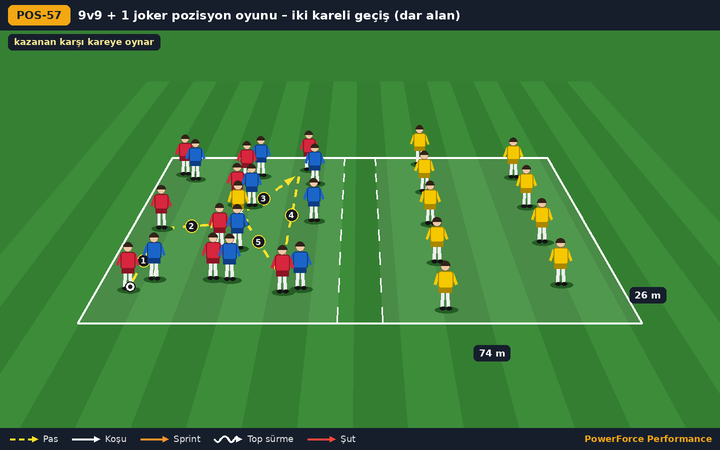 POS-57 9v9 + 1 joker pozisyon oyunu – iki kareli geçiş (dar alan)
kazanan karşı kareye oynar
3
4
2
5
1
26 m
74 m
Pas Koşu Sprint Top sürme Şut PowerForce Performance